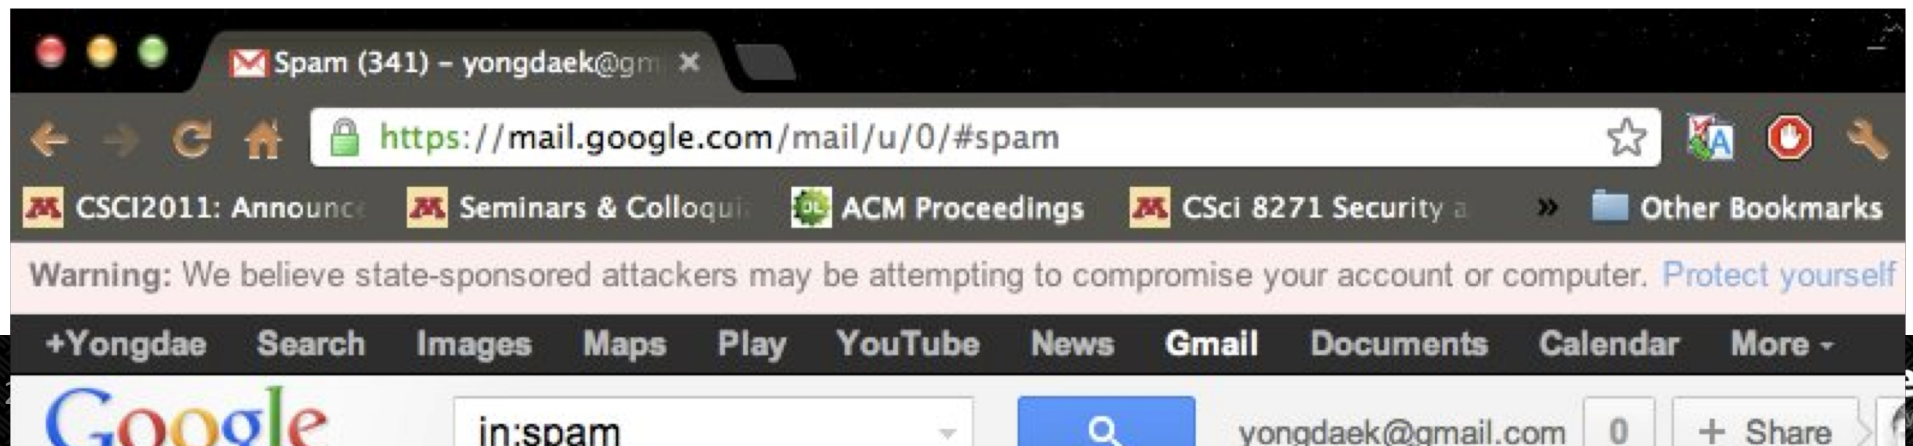 Spam (341) – yongdaek@gm
https://mail.google.com/mail/u/0/#spam
CSCI2011: Announc Seminars & Colloqui ACM Proceedings CSci 8271 Security a » Other Bookmarks
Warning: We believe state-sponsored attackers may be attempting to compromise your account or computer. Protect yourself
+Yongdae Search Images Maps Play YouTube News Gmail Documents Calendar More
Google in:spam yongdaek@gmail.com 0 + Share